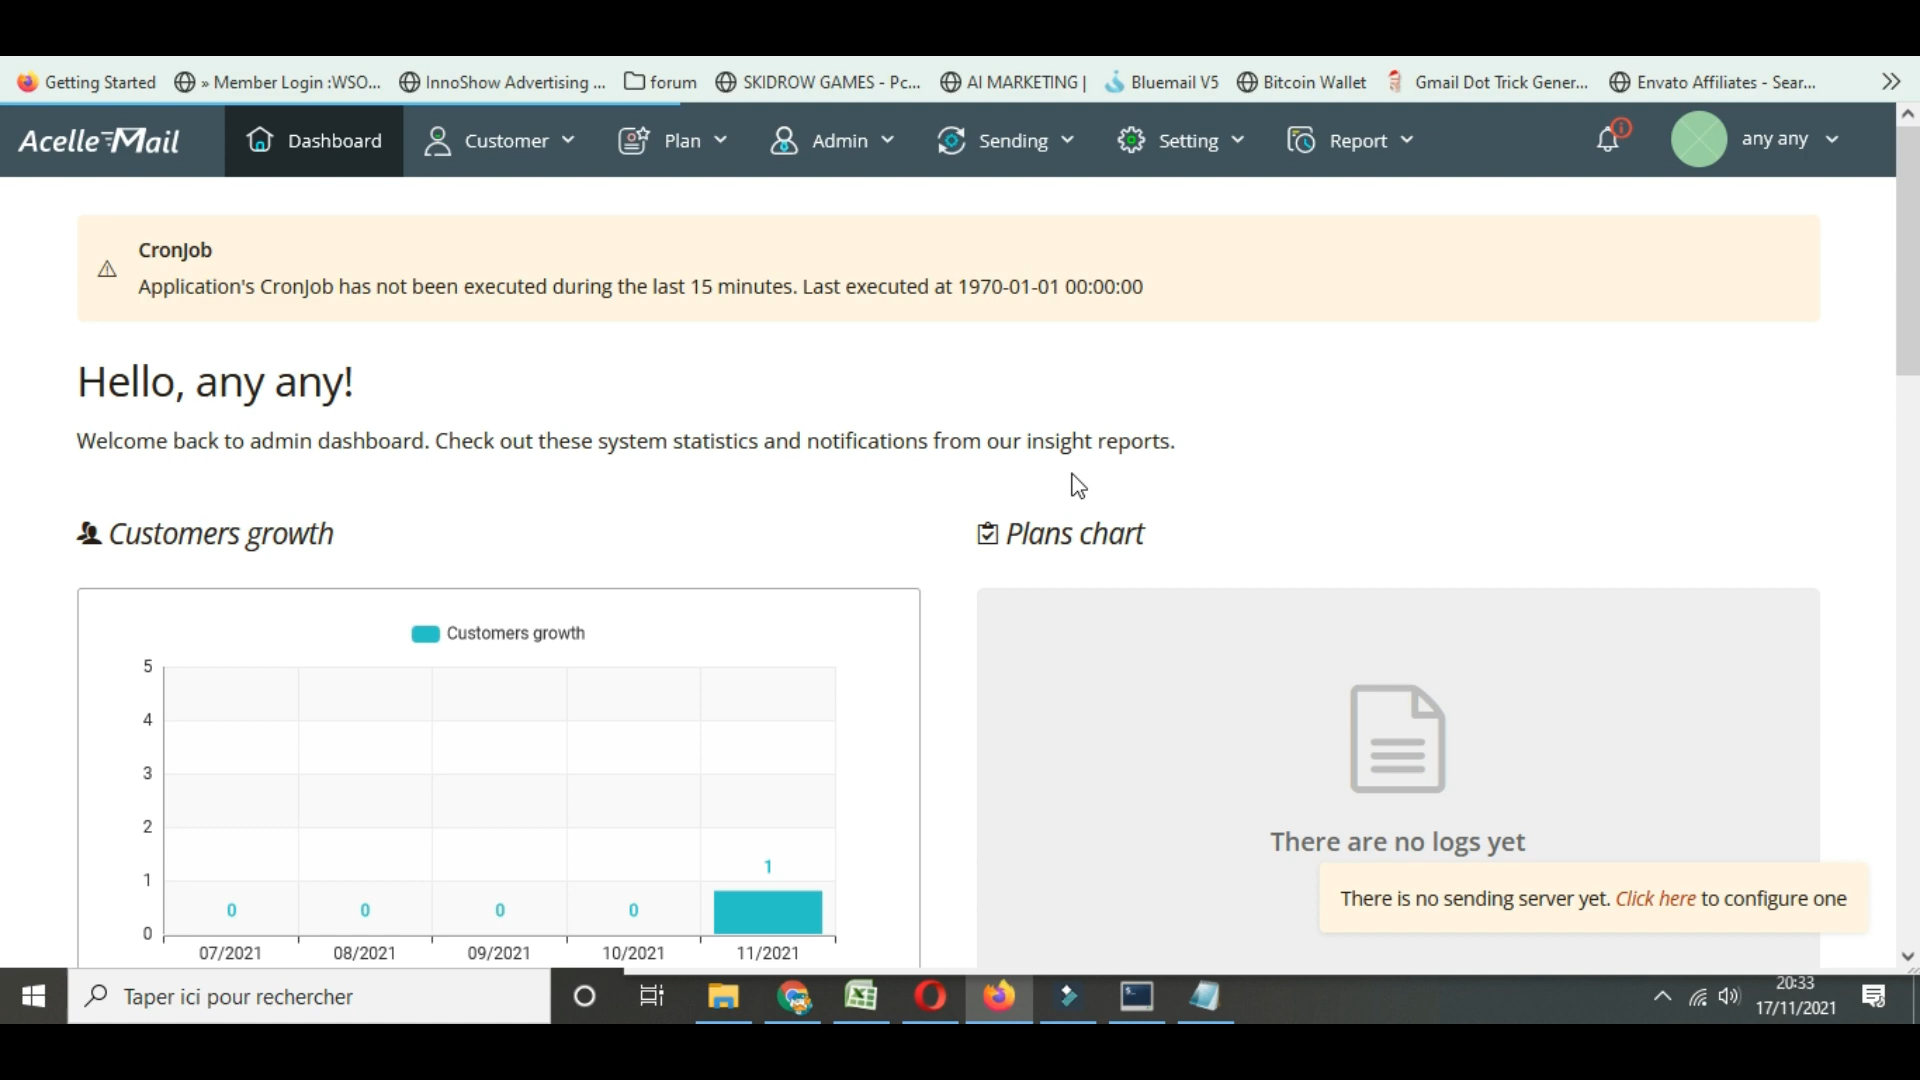 Getting Started » Member Login :WSO... InnoShow Advertising ... forum SKIDROW GAMES - Pc... AI MARKETING | Bluemail V5 Bitcoin Wallet Gmail Dot Trick Gener... Envato Affiliates - Sear...
Acelle Mail Dashboard Customer Plan Admin Sending Setting Report any any
CronJob
Application's CronJob has not been executed during the last 15 minutes. Last executed at 1970-01-01 00:00:00
Hello, any any!
Welcome back to admin dashboard. Check out these system statistics and notifications from our insight reports.
Customers growth
Plans chart
Customers growth
5
4
3
2
1
0
0 0 0 0 1
07/2021 08/2021 09/2021 10/2021 11/2021
There are no logs yet
There is no sending server yet. Click here to configure one
Taper ici pour rechercher
20:33
17/11/2021